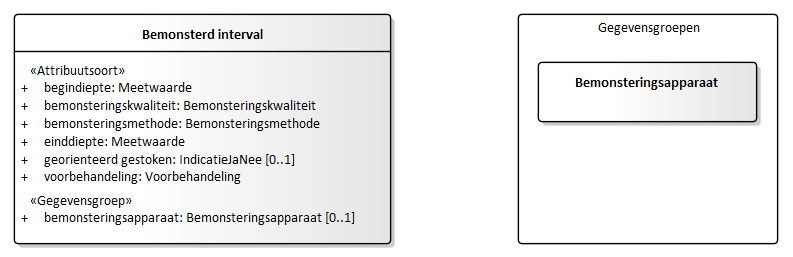 Bemonsterd interval
«Attribuutsoort»
+ begindiepte: Meetwaarde
+ bemonsteringskwaliteit: Bemonsteringskwaliteit
+ bemonsteringsmethode: Bemonsteringsmethode
+ einddiepte: Meetwaarde
+ georienteerd gestoken: IndicatieJaNee [0..1]
+ voorbehandeling: Voorbehandeling
«Gegevensgroep»
+ bemonsteringsapparaat: Bemonsteringsapparaat [0..1]
Gegevensgroepen
Bemonsteringsapparaat